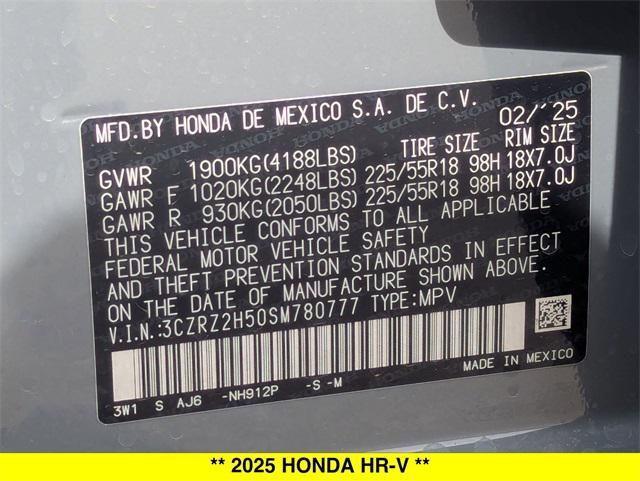 MFD.BY HONDA DE MEXICO S.A. DE C.V. 02/'25
TIRE SIZE RIM SIZE
GVWR 1900KG(4188LBS)
GAWR F 1020KG(2248LBS) 225/55R18 98H 18X7.0J
GAWR R 930KG(2050LBS) 225/55R18 98H 18X7.0J
THIS VEHICLE CONFORMS TO ALL APPLICABLE
FEDERAL MOTOR VEHICLE SAFETY
AND THEFT PREVENTION STANDARDS IN EFFECT
ON THE DATE OF MANUFACTURE SHOWN ABOVE.
V.I.N.:3CZRZ2H50SM780777 TYPE:MPV
MADE IN MEXICO
3W1 S AJ6 -NH912P -S -M
** 2025 HONDA HR-V **